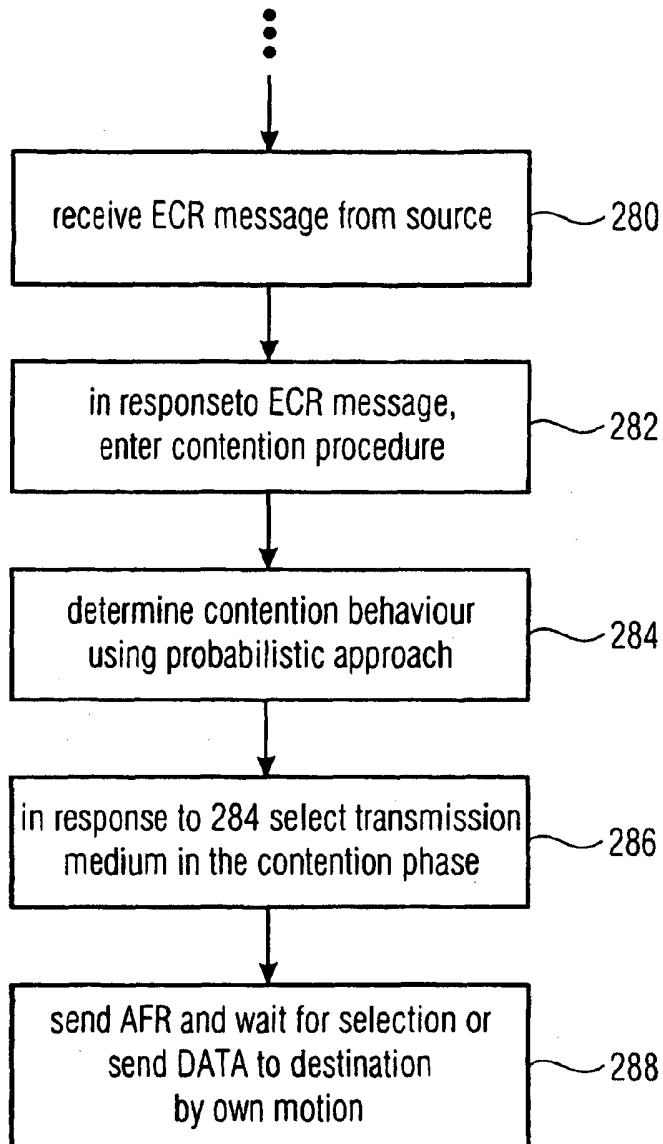 receive ECR message from source
280
in responseto ECR message,
enter contention procedure
282
determine contention behaviour
using probabilistic approach
284
in response to 284 select transmission
medium in the contention phase
286
send AFR and wait for selection or
send DATA to destination
by own motion
288